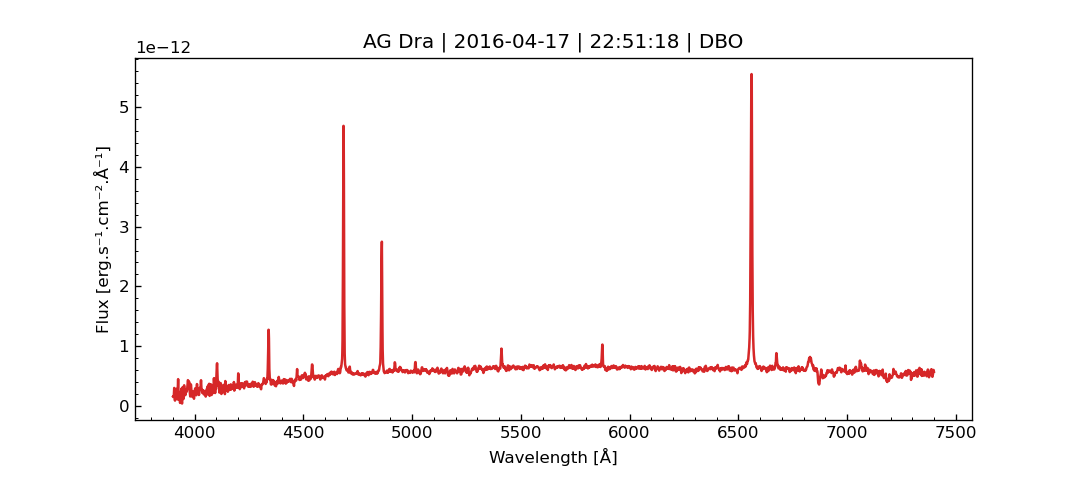 AG Dra | 2016-04-17 | 22:51:18 | DBO
1e−12
5
4
3
2
1
0
Flux [erg.s⁻¹.cm⁻².Å⁻¹]
4000 4500 5000 5500 6000 6500 7000 7500
Wavelength [Å]